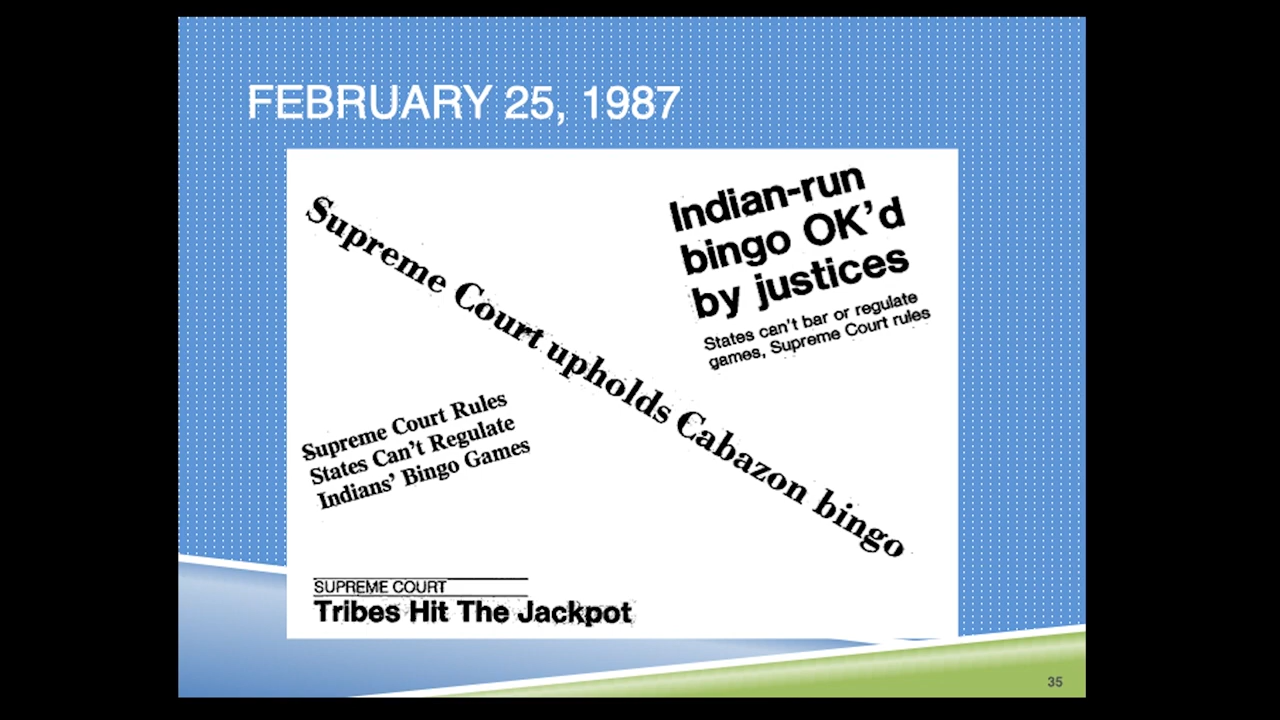 FEBRUARY 25, 1987
Supreme Court upholds Cabazon bingo
Indian-run
bingo OK'd
by justices
States can't bar or regulate
games, Supreme Court rules
Supreme Court Rules
States Can't Regulate
Indians' Bingo Games
SUPREME COURT
Tribes Hit The Jackpot
35